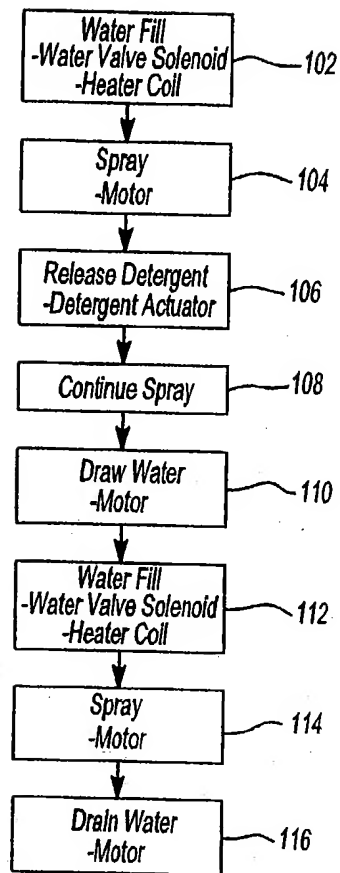 Water Fill
-Water Valve Solenoid
-Heater Coil
102
Spray
-Motor
104
Release Detergent
-Detergent Actuator
106
Continue Spray
108
Draw Water
-Motor
110
Water Fill
-Water Valve Solenoid
-Heater Coil
112
Spray
-Motor
114
Drain Water
-Motor
116